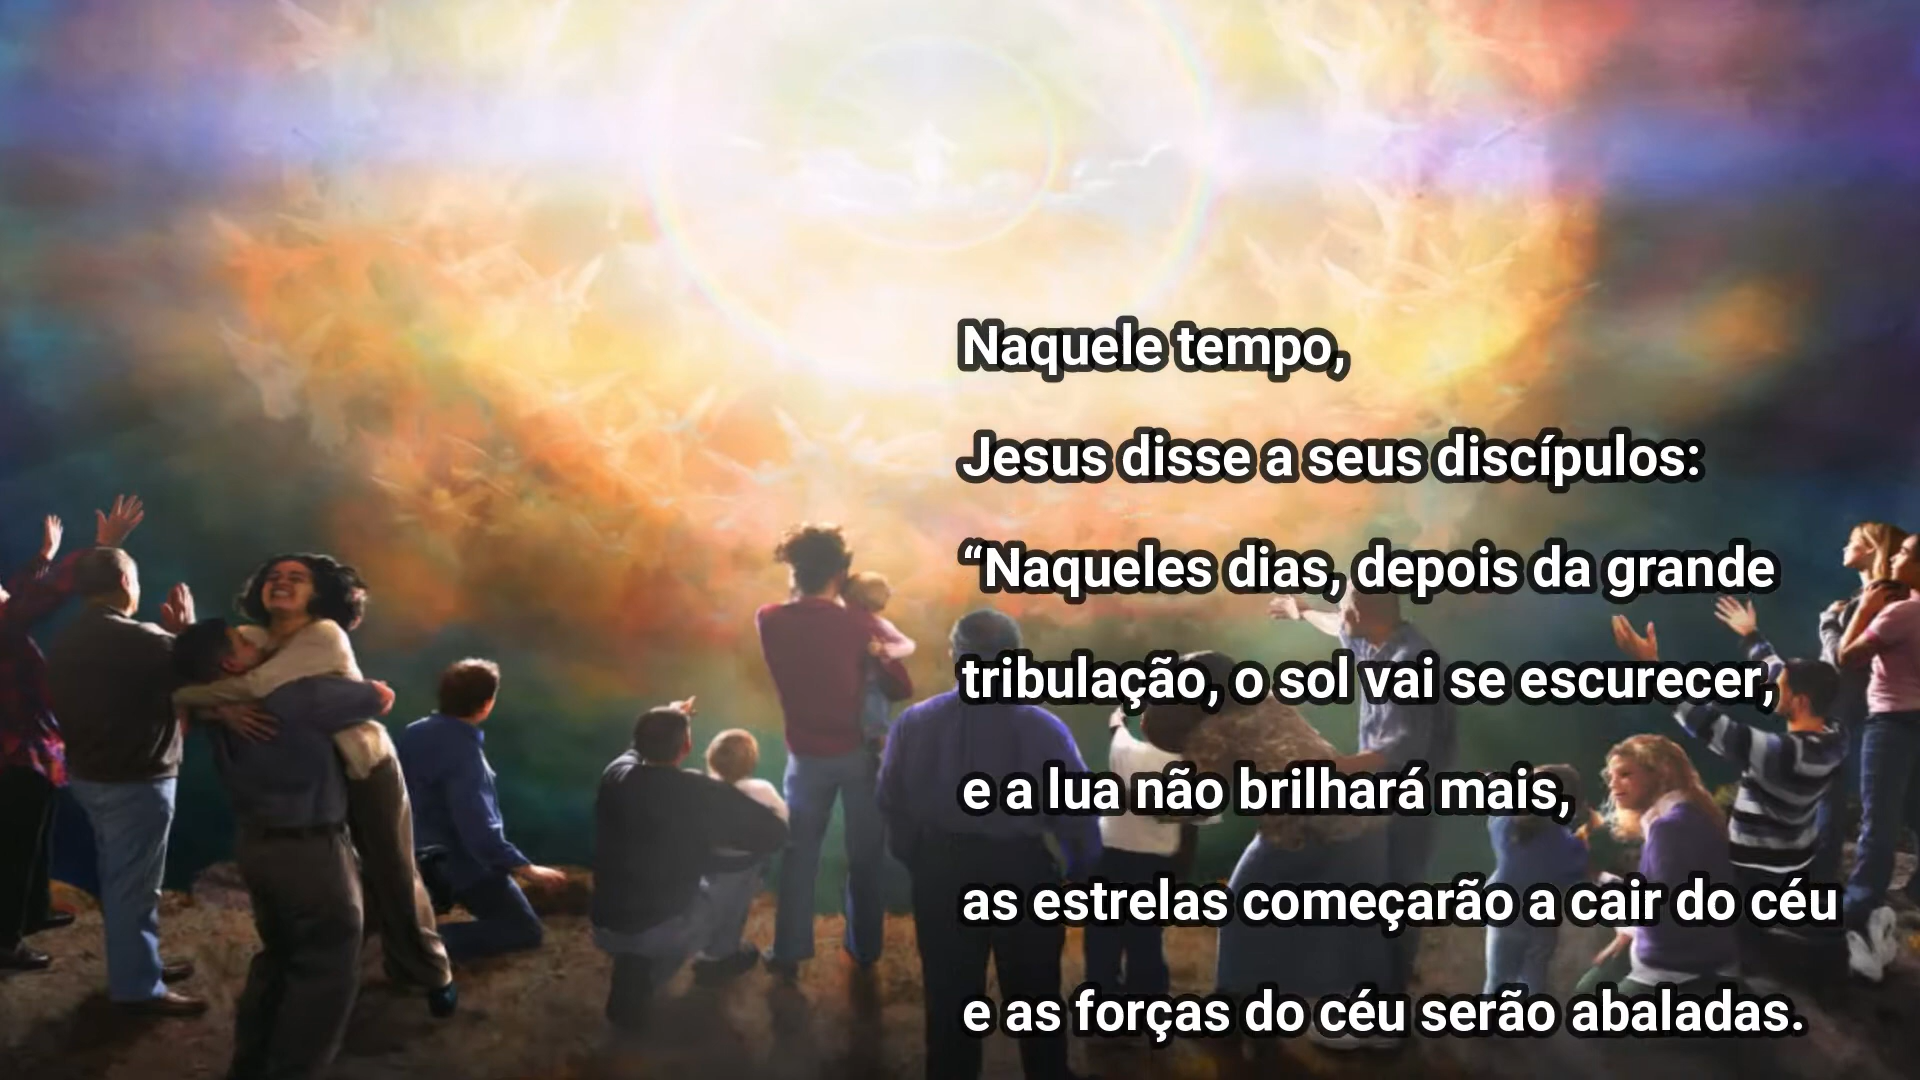 Naquele tempo,
Jesus disse a seus discípulos:
“Naqueles dias, depois da grande
tribulação, o sol vai se escurecer,
e a lua não brilhará mais,
as estrelas começarão a cair do céu
e as forças do céu serão abaladas.